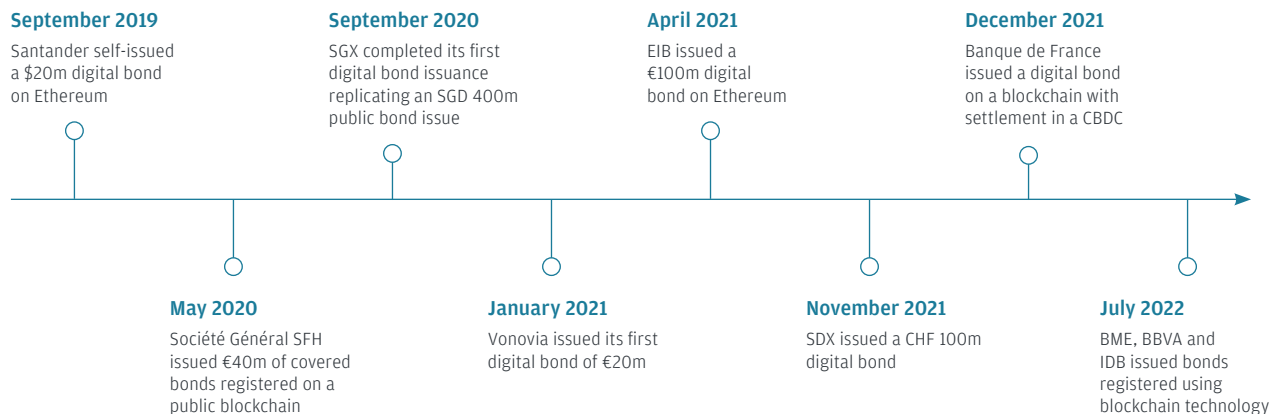 September 2019
Santander self-issued
a $20m digital bond
on Ethereum
September 2020
SGX completed its first
digital bond issuance
replicating an SGD 400m
public bond issue
April 2021
EIB issued a
€100m digital
bond on Ethereum
December 2021
Banque de France
issued a digital bond
on a blockchain with
settlement in a CBDC
May 2020
Société Général SFH
issued €40m of covered
bonds registered on a
public blockchain
January 2021
Vonovia issued its first
digital bond of €20m
November 2021
SDX issued a CHF 100m
digital bond
July 2022
BME, BBVA and
IDB issued bonds
registered using
blockchain technology